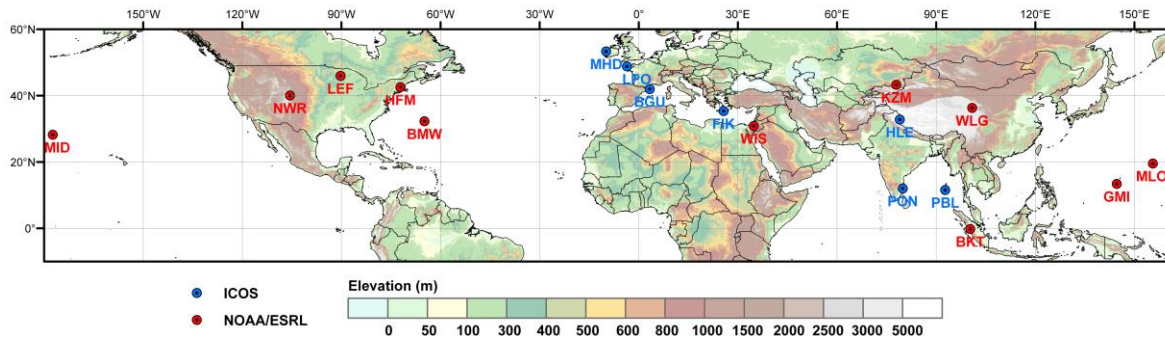 150°W 120°W 90°W 60°W 30°W 0° 30°E 60°E 90°E 120°E 150°E
60°N
MHD
LPO
LEF
KZM
HFM
BGU
NWR
40°N
WLG
FIK
BMW
WIS
HLE
MID
20°N
MLO
GMI
PON
PBL
0°
BKT
Elevation (m)
ICOS
NOAA/ESRL
0 50 100 300 400 500 600 800 1000 1500 2000 2500 3000 5000